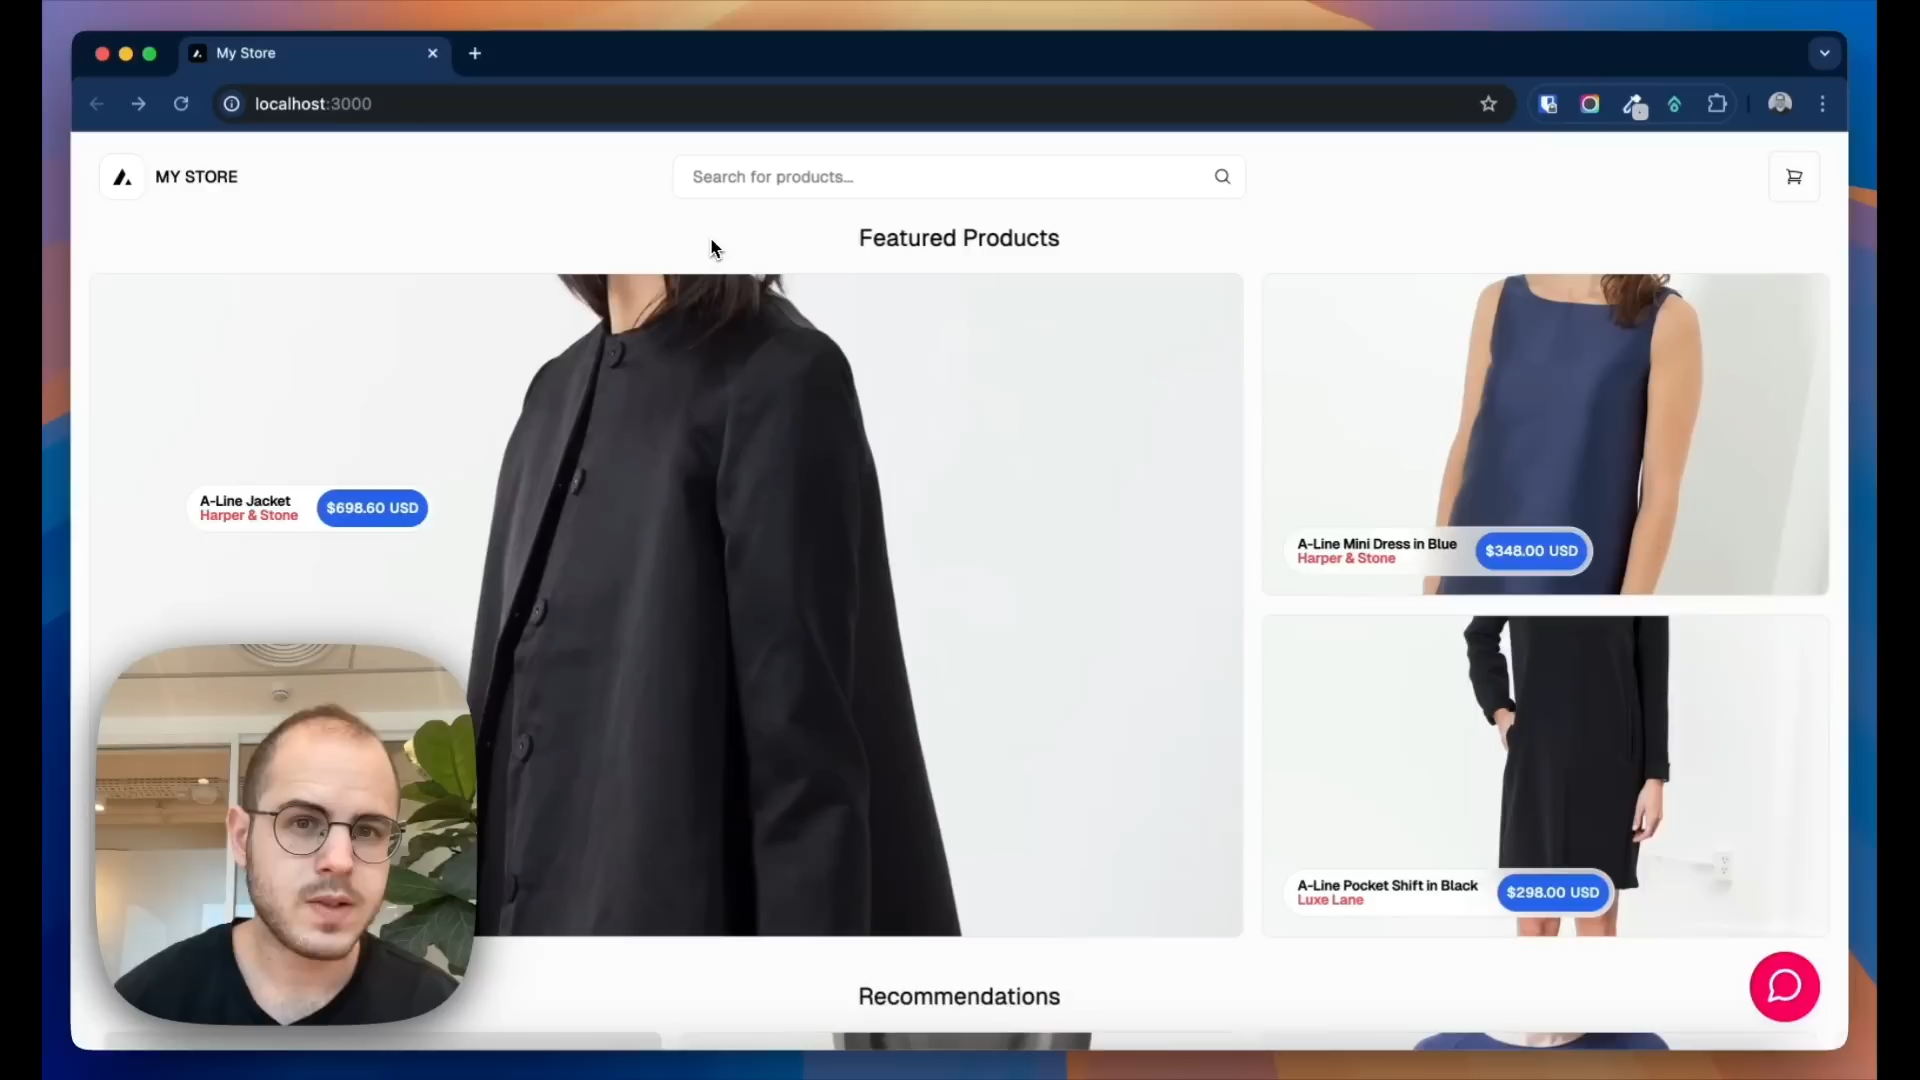 My Store
localhost:3000
MY STORE
Search for products...
Featured Products
A-Line Jacket
Harper & Stone
$698.60 USD
A-Line Mini Dress in Blue
Harper & Stone
$348.00 USD
A-Line Pocket Shift in Black
Luxe Lane
$298.00 USD
Recommendations